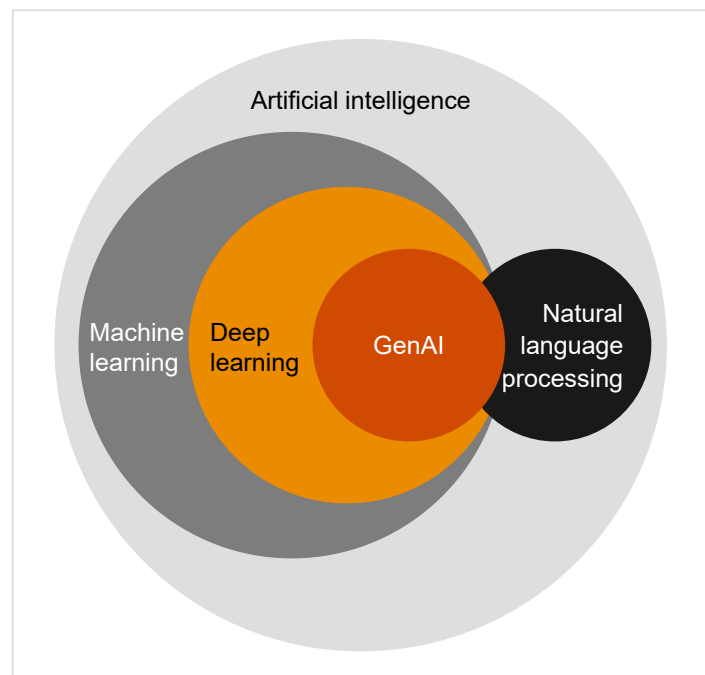 Artificial intelligence
Machine
learning
Deep
learning
GenAI
Natural
language
processing